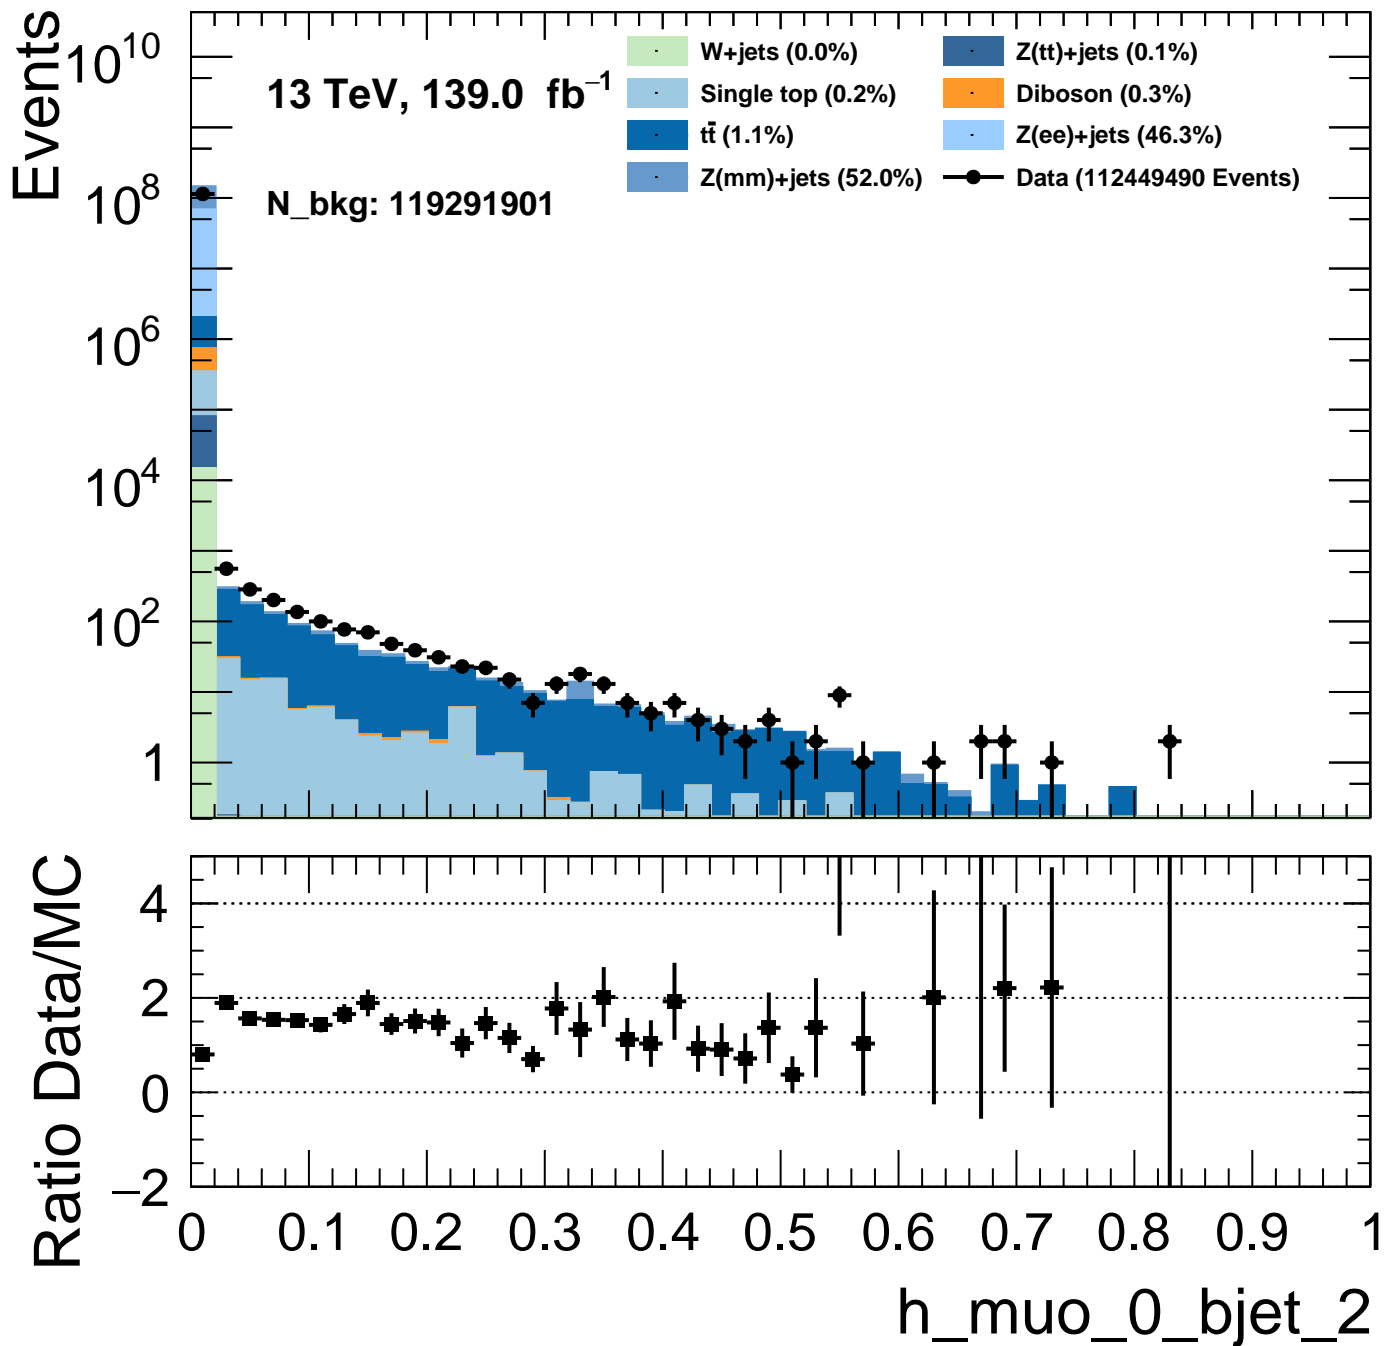 Events
10^10
10^8
10^6
10^4
10^2
1
13 TeV, 139.0 fb^−1
N_bkg: 119291901
W+jets (0.0%)
Single top (0.2%)
tt̄ (1.1%)
Z(mm)+jets (52.0%)
Z(tt)+jets (0.1%)
Diboson (0.3%)
Z(ee)+jets (46.3%)
Data (112449490 Events)
Ratio Data/MC
4
2
0
−2
0 0.1 0.2 0.3 0.4 0.5 0.6 0.7 0.8 0.9 1
h_muo_0_bjet_2